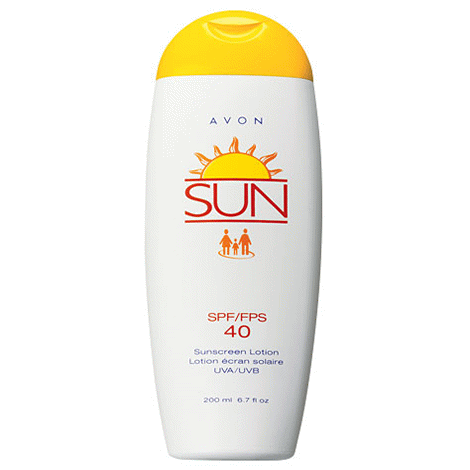 AVON
SUN
SPF/FPS
40
Sunscreen Lotion
Lotion écran solaire
UVA/UVB
200 ml 6.7 fl oz